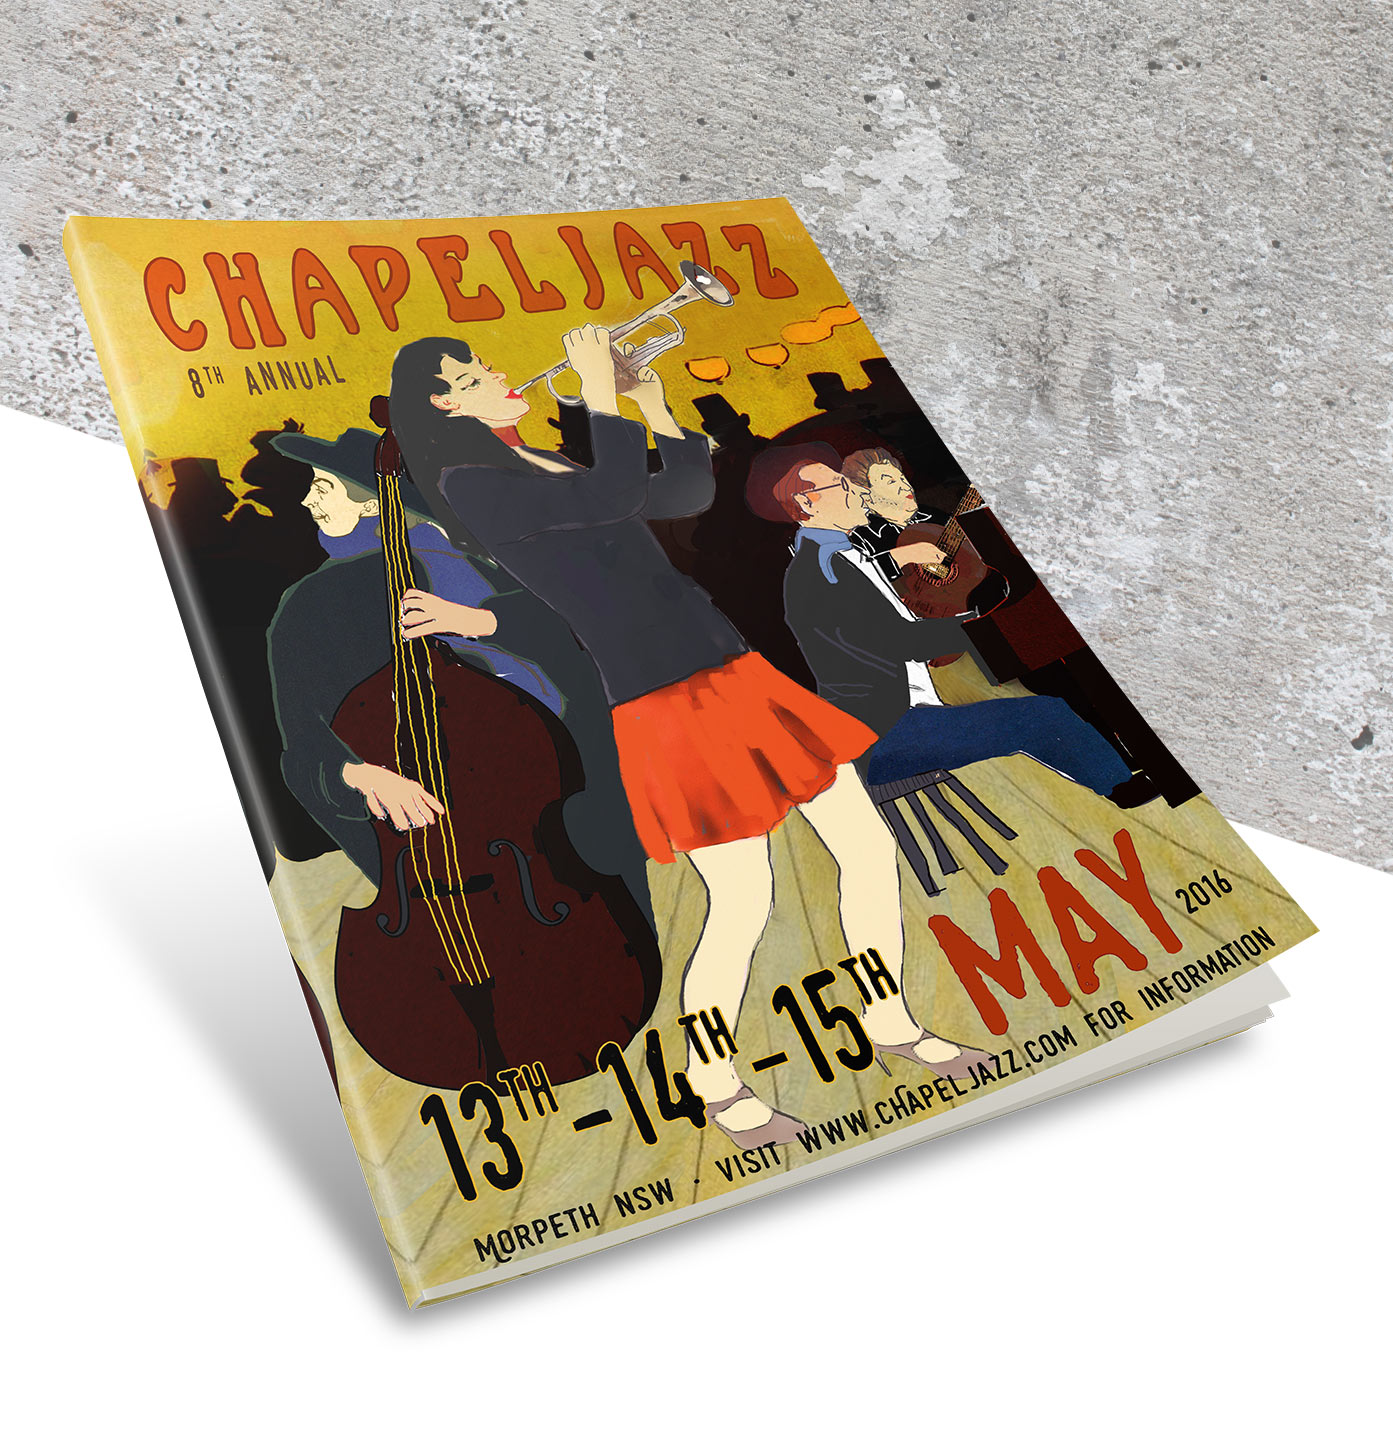 CHAPELJAZZ
8TH ANNUAL
MAY 2016
13TH-14TH-15TH
MORPETH NSW · VISIT WWW.CHAPELJAZZ.COM FOR INFORMATION